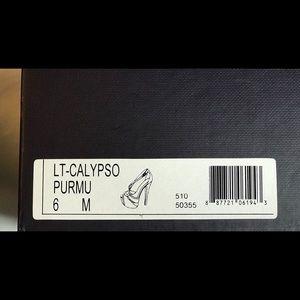 LT-CALYPSO
PURMU
6 M
510
50355
8 87721 06194 3